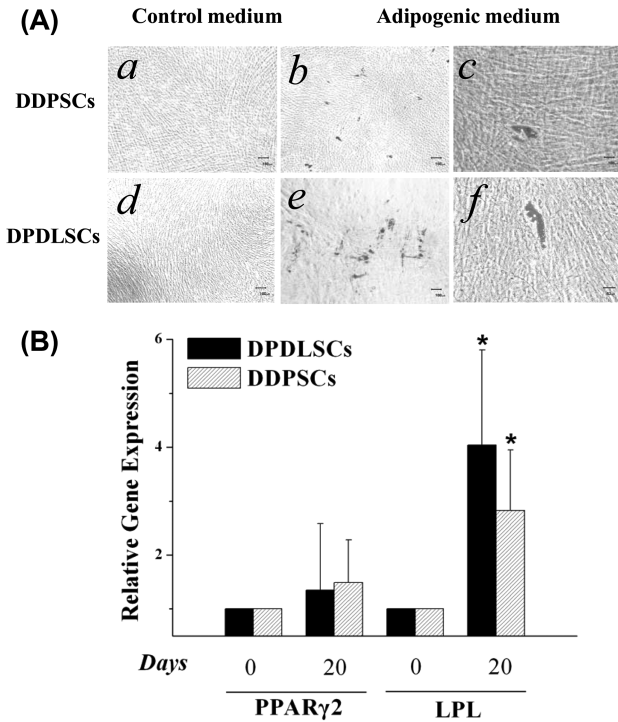 (A) Control medium Adipogenic medium
DDPSCs a b c
DPDLSCs d e f
(B)
6
DPDLSCs
DDPSCs
4
2
Relative Gene Expression
* *
Days 0 20 0 20
PPARγ2 LPL